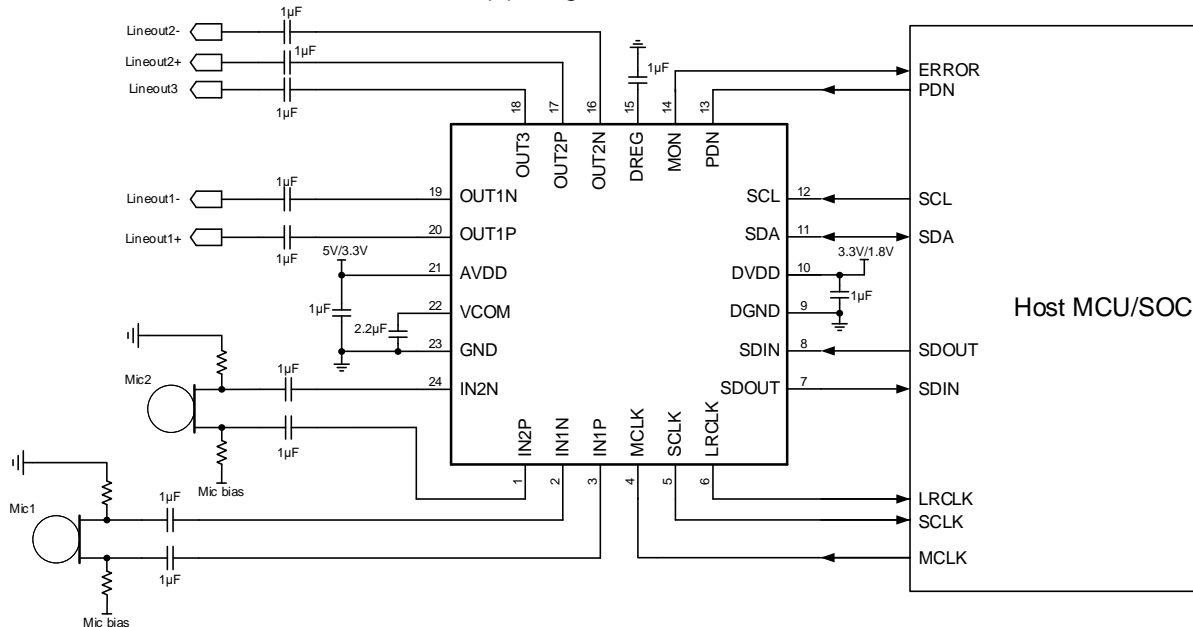 1µF
Lineout2-
1µF
Lineout2+
Lineout3
1µF
1µF
ERROR
PDN
18
17
16
15
14
13
OUT3
OUT2P
OUT2N
DREG
MON
PDN
Lineout1-
1µF
19
OUT1N
SCL
12
SCL
Lineout1+
1µF
20
OUT1P
SDA
11
SDA
5V/3.3V
3.3V/1.8V
21
AVDD
DVDD
10
1µF
1µF
22
VCOM
DGND
9
Host MCU/SOC
2.2µF
23
GND
SDIN
8
SDOUT
Mic2
1µF
24
IN2N
SDOUT
7
SDIN
1µF
IN2P
IN1N
IN1P
MCLK
SCLK
LRCLK
1
2
3
4
5
6
Mic bias
LRCLK
Mic1
1µF
SCLK
1µF
MCLK
Mic bias